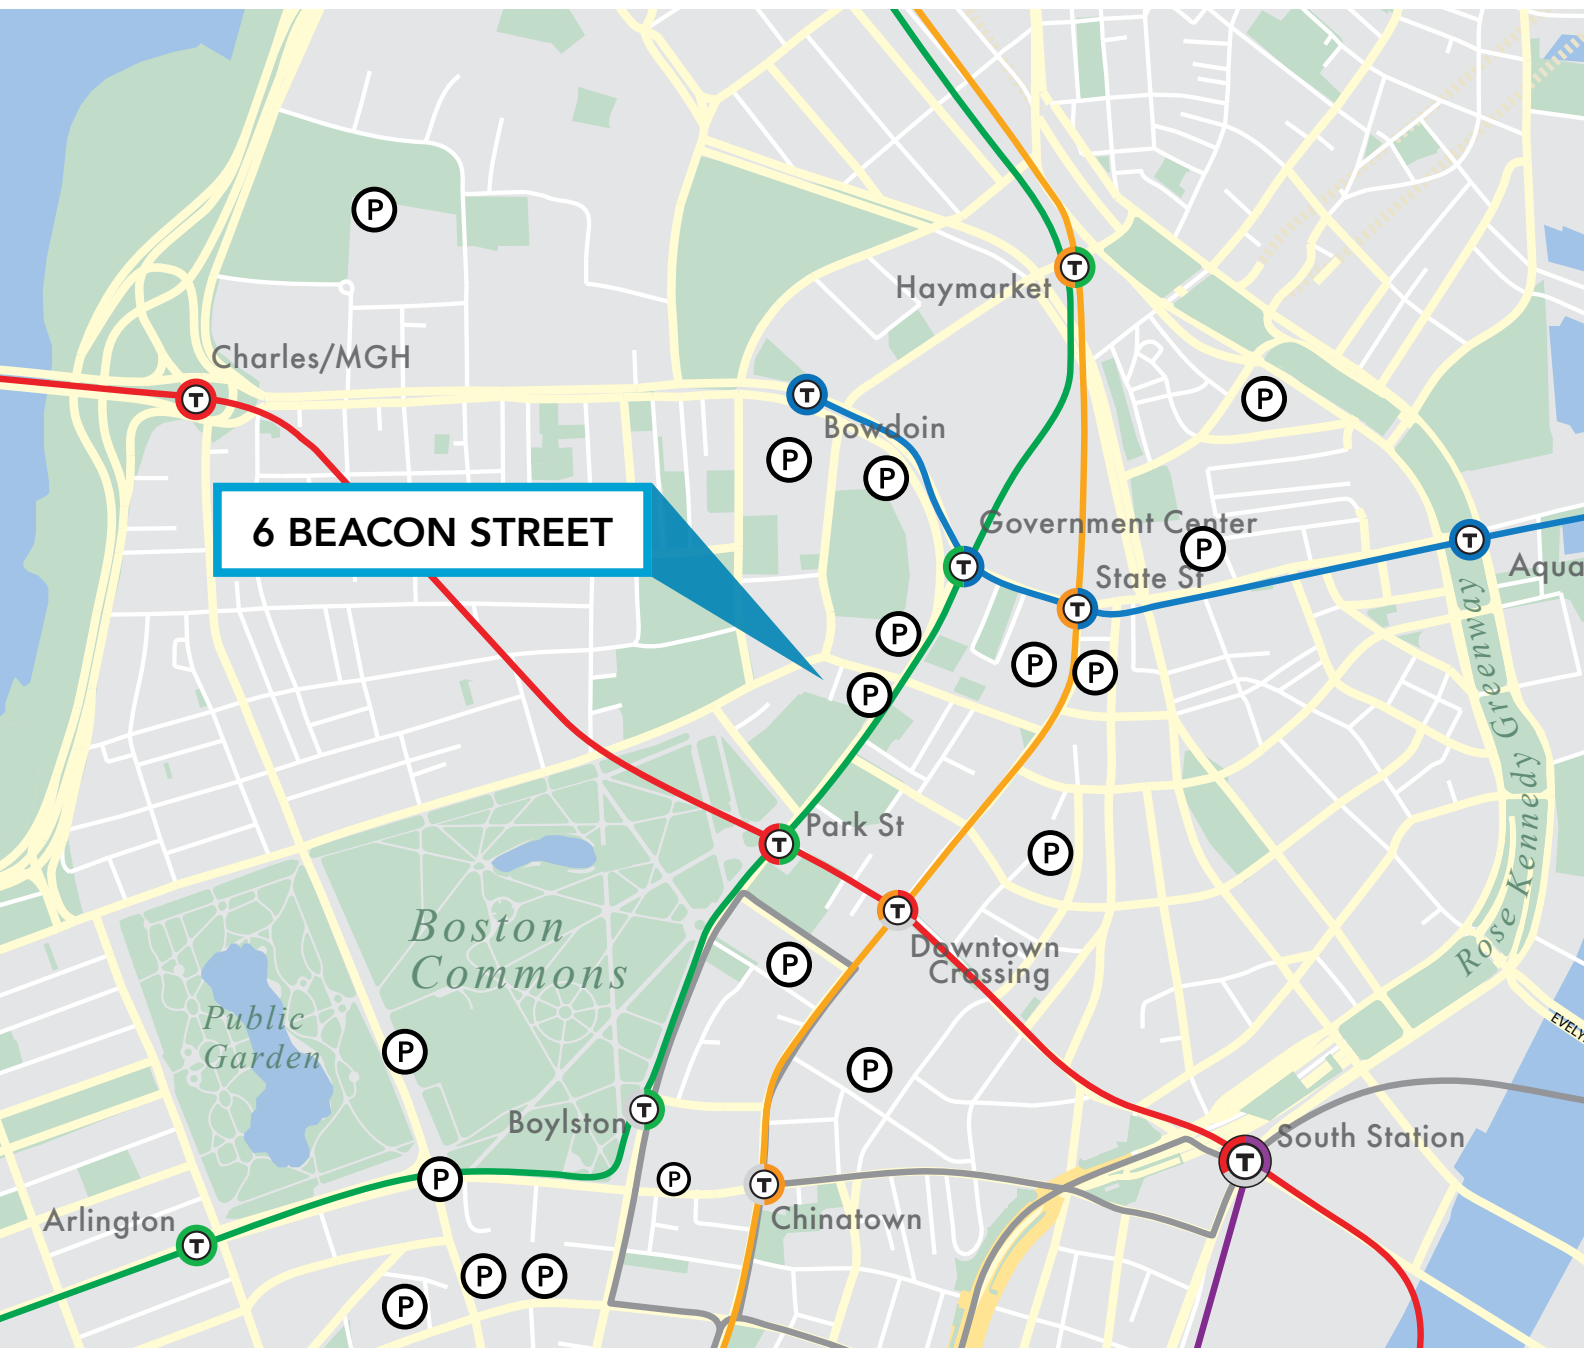 P
T
Haymarket
Charles/MGH
T
T
P
Bowdoin
P
P
6 BEACON STREET
Government Center
P
T
Aqua
T
State St
T
P
P
P
P
Rose Kennedy Greenway
Park St
T
P
T
Boston
Commons
Downtown
Crossing
P
Public
Garden
EVELY
P
P
Boylston
T
South Station
T
P
P
T
Arlington
T
Chinatown
P
P
P